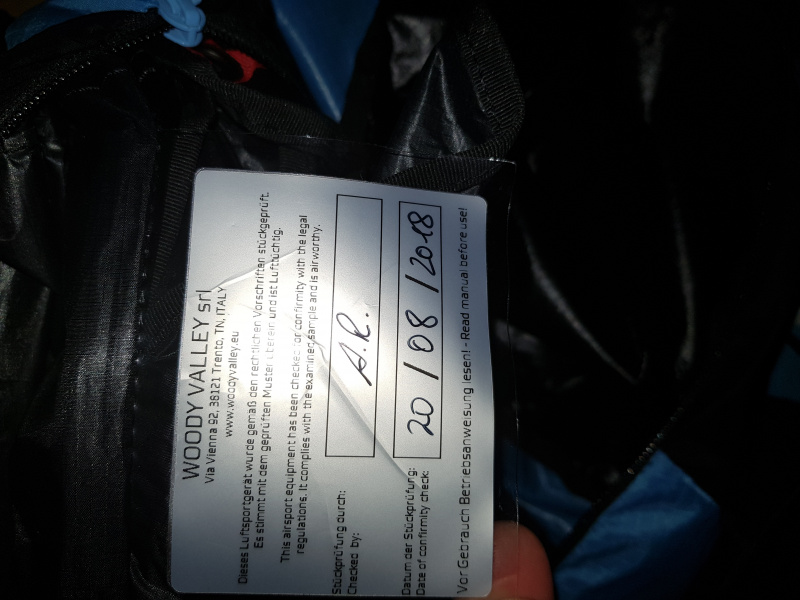 WOODY VALLEY srl
Via Vienna 92, 38121 Trento, TN, ITALY
www.woodyvalley.eu
Dieses Luftsportgerät wurde gemäß den rechtlichen Vorschriften stückgeprüft.
Es stimmt mit dem geprüften Muster überein und ist Lufttüchtig.
This airsport equipment has been checked for confirmity with the legal
regulations. It complies with the examined sample and is airworthy.
Stückprüfung durch:
Checked by:
A.R.
Datum der Stückprüfung:
Date of confirmity check:
20/08/2018
Vor Gebrauch Betriebsanweisung lesen! - Read manual before use!